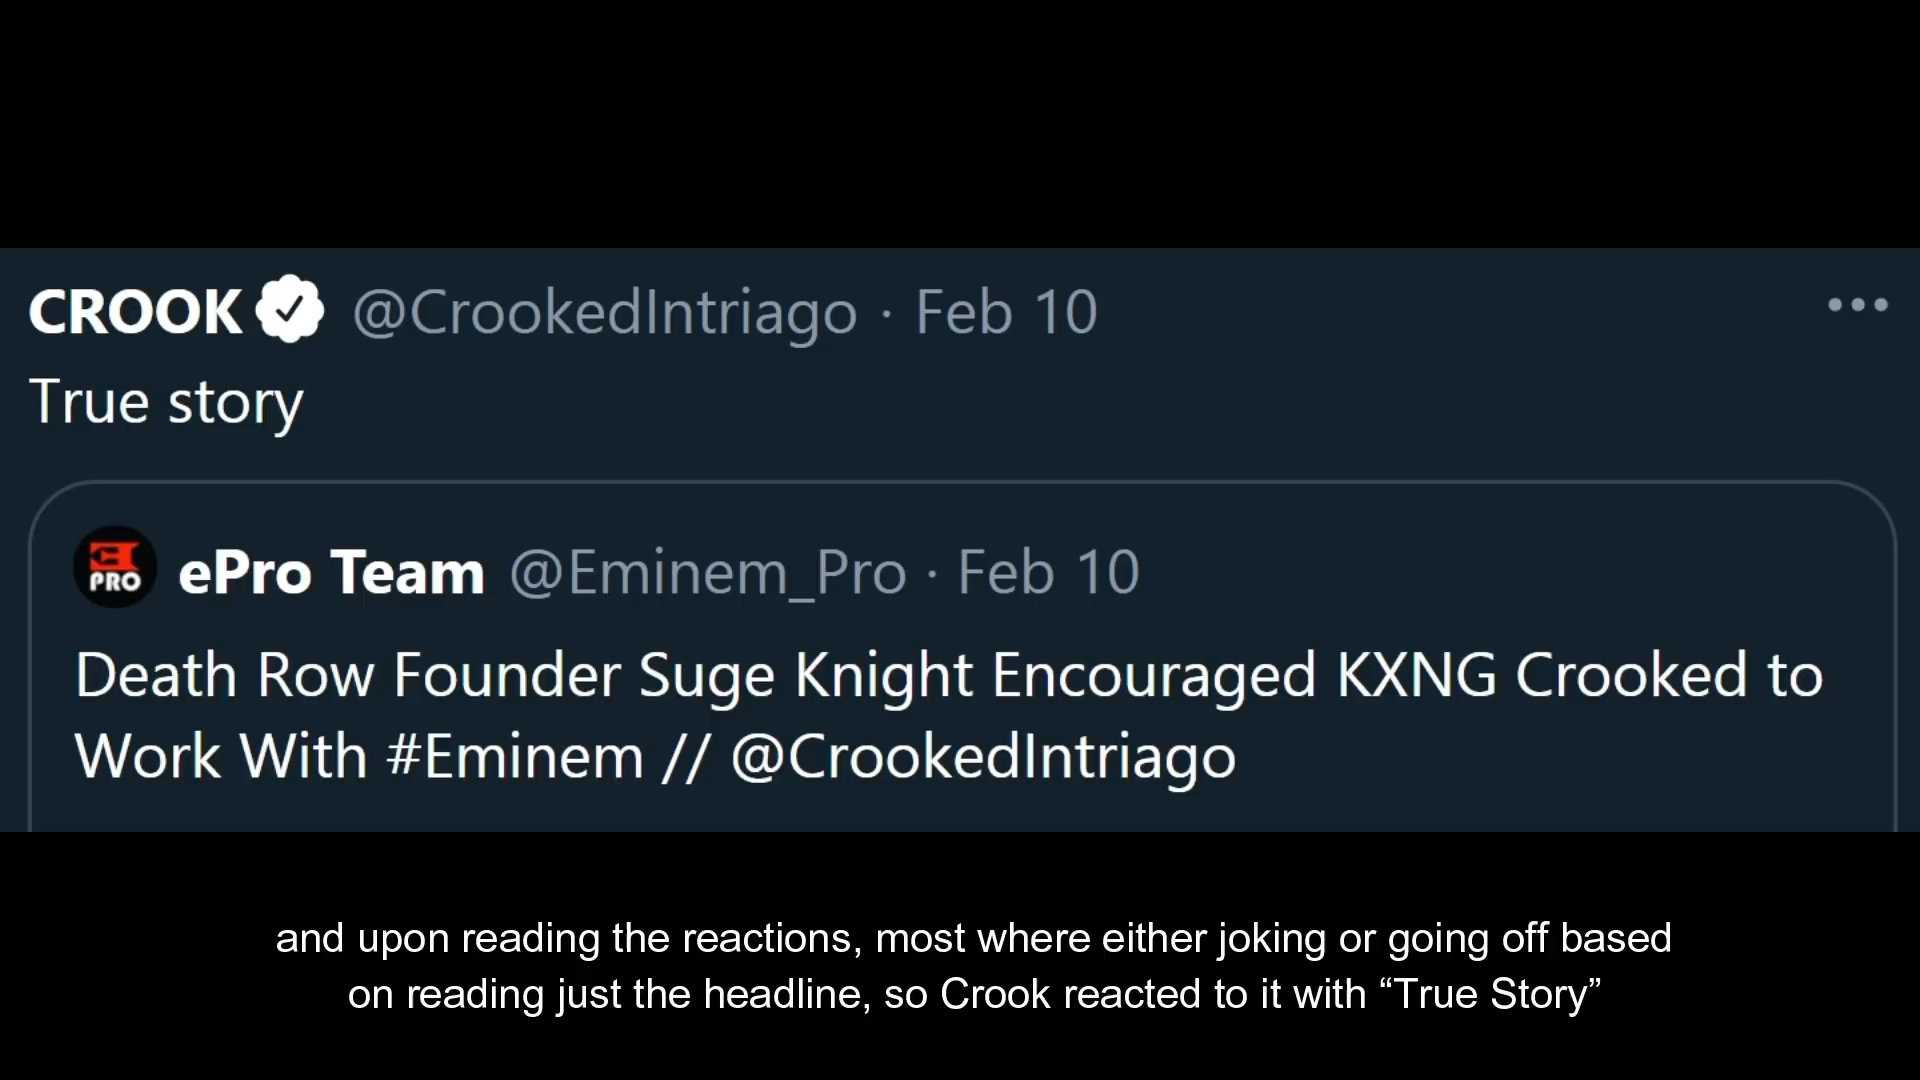 CROOK @CrookedIntriago · Feb 10
True story
PRO
ePro Team @Eminem_Pro · Feb 10
Death Row Founder Suge Knight Encouraged KXNG Crooked to
Work With #Eminem // @CrookedIntriago
and upon reading the reactions, most where either joking or going off based
on reading just the headline, so Crook reacted to it with “True Story”